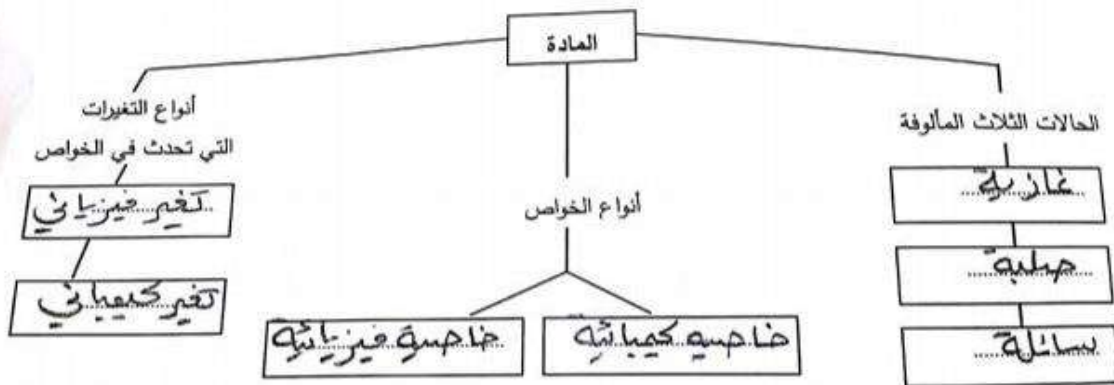 المادة
الحالات الثلاث المألوفة
غازية
صلبة
سائلة
أنواع الخواص
خاصية كيميائية
خاصية فيزيائية
أنواع التغيرات
التي تحدث في الخواص
تغير فيزيائي
تغير كيميائي